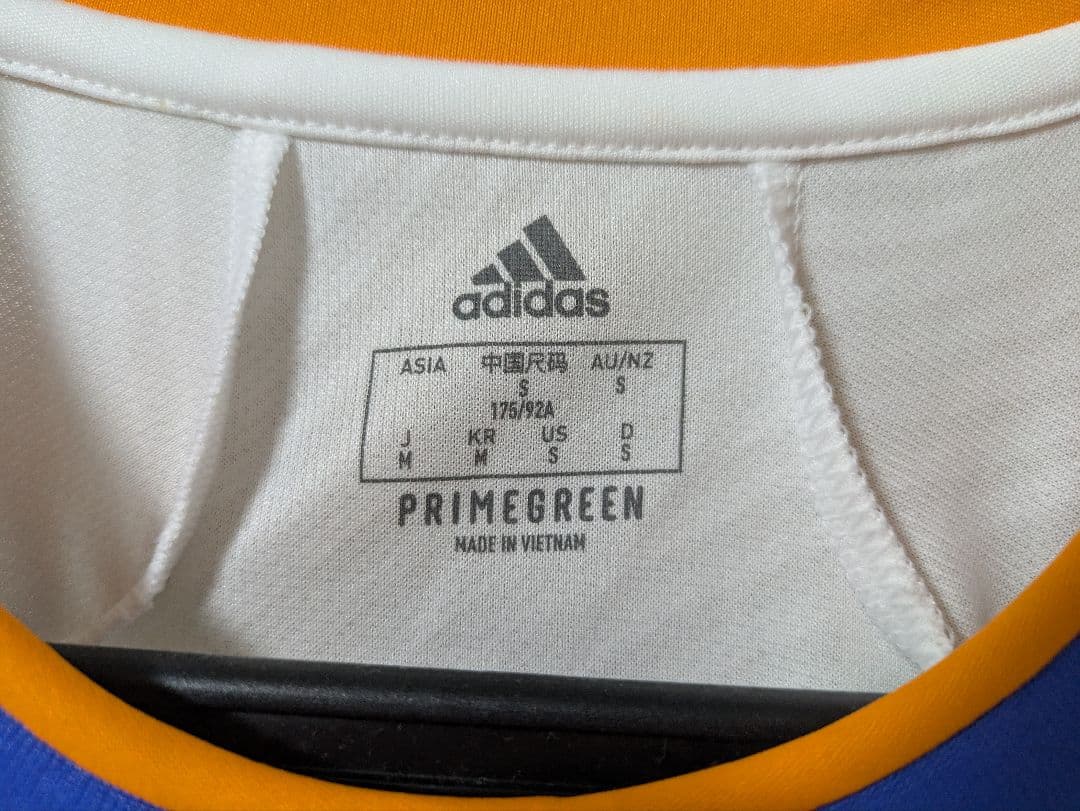 adidas
ASIA 中国尺码 AU/NZ
S S
175/92A
J KR US D
M M S S
PRIMEGREEN
MADE IN VIETNAM